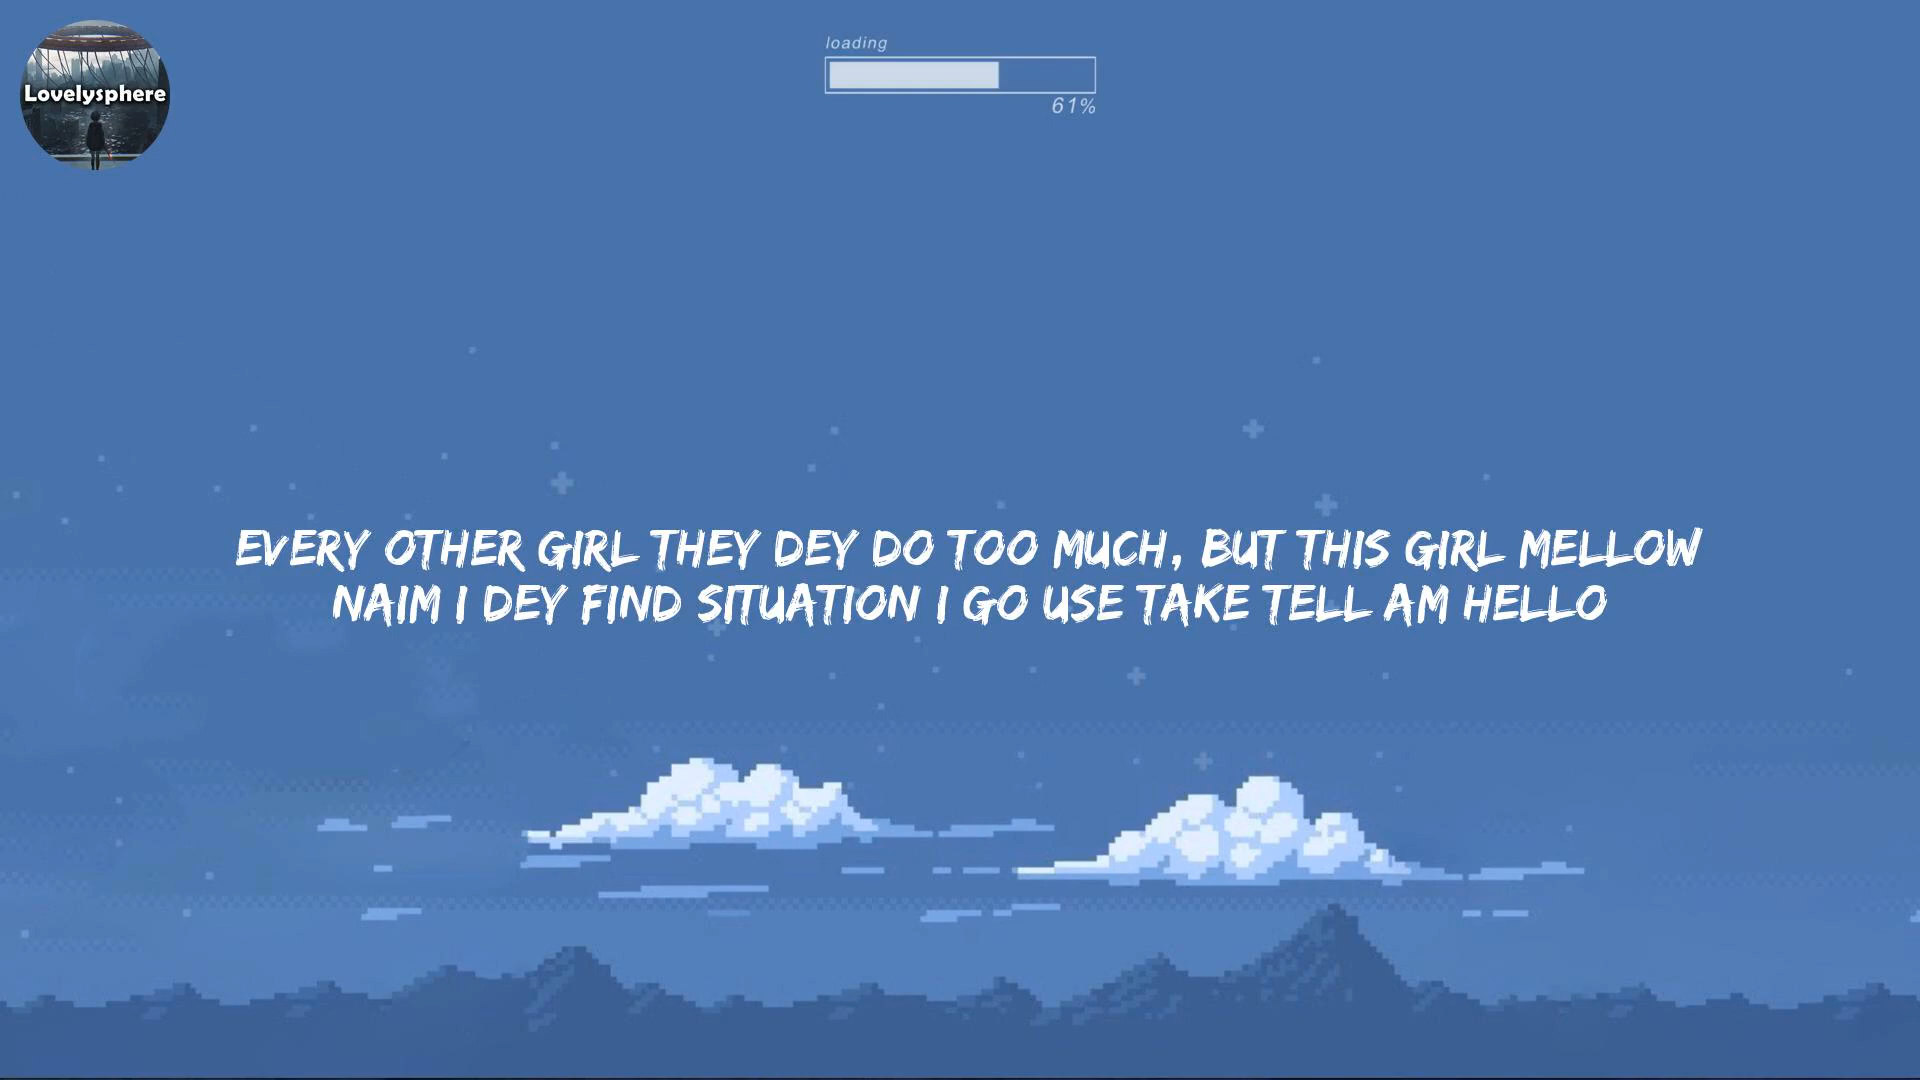 Lovelysphere
loading
61%
EVERY OTHER GIRL THEY DEY DO TOO MUCH, BUT THIS GIRL MELLOW
NAIM I DEY FIND SITUATION I GO USE TAKE TELL AM HELLO